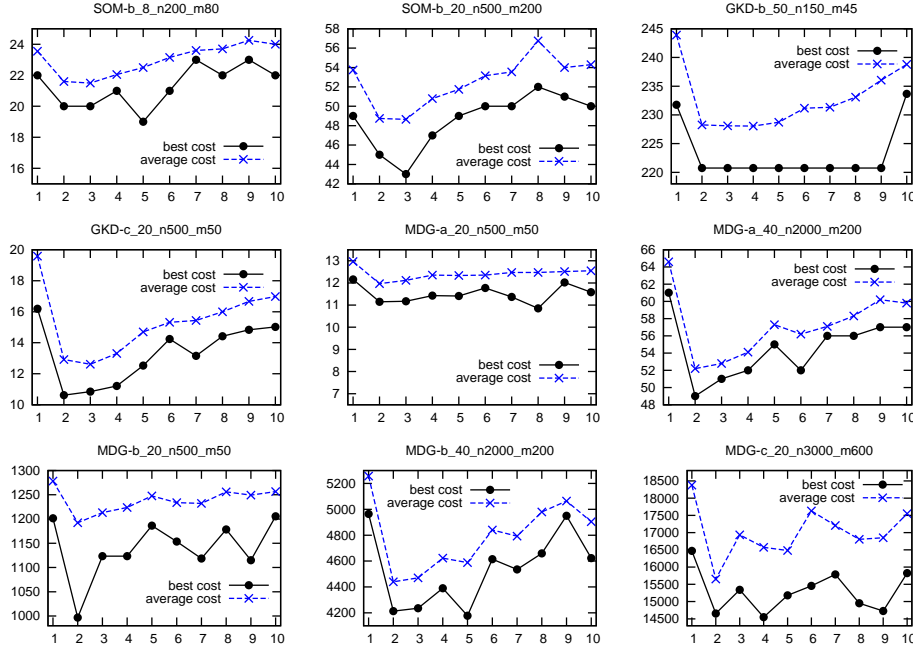 SOM-b_8_n200_m80
24
22
20
18
16
best cost
average cost
1 2 3 4 5 6 7 8 9 10
SOM-b_20_n500_m200
58
56
54
52
50
48
46
44
42
best cost
average cost
1 2 3 4 5 6 7 8 9 10
GKD-b_50_n150_m45
245
240
235
230
225
220
best cost
average cost
1 2 3 4 5 6 7 8 9 10
GKD-c_20_n500_m50
20
18
16
14
12
10
best cost
average cost
1 2 3 4 5 6 7 8 9 10
MDG-a_20_n500_m50
13
12
11
10
9
8
7
best cost
average cost
1 2 3 4 5 6 7 8 9 10
MDG-a_40_n2000_m200
66
64
62
60
58
56
54
52
50
48
best cost
average cost
1 2 3 4 5 6 7 8 9 10
MDG-b_20_n500_m50
1300
1250
1200
1150
1100
1050
1000
best cost
average cost
1 2 3 4 5 6 7 8 9 10
MDG-b_40_n2000_m200
5200
5000
4800
4600
4400
4200
best cost
average cost
1 2 3 4 5 6 7 8 9 10
MDG-c_20_n3000_m600
18500
18000
17500
17000
16500
16000
15500
15000
14500
best cost
average cost
1 2 3 4 5 6 7 8 9 10